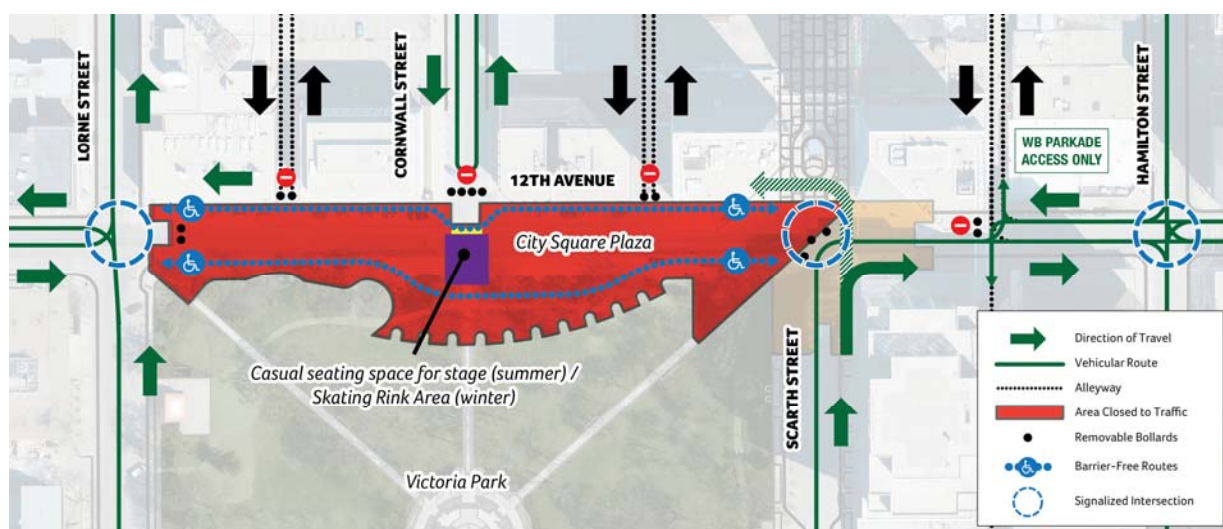 LORNE STREET
CORNWALL STREET
12TH AVENUE
HAMILTON STREET
WB PARKADE
ACCESS ONLY
City Square Plaza
Casual seating space for stage (summer) /
Skating Rink Area (winter)
SCARTH STREET
Victoria Park
Direction of Travel
Vehicular Route
Alleyway
Area Closed to Traffic
Removable Bollards
Barrier-Free Routes
Signalized Intersection